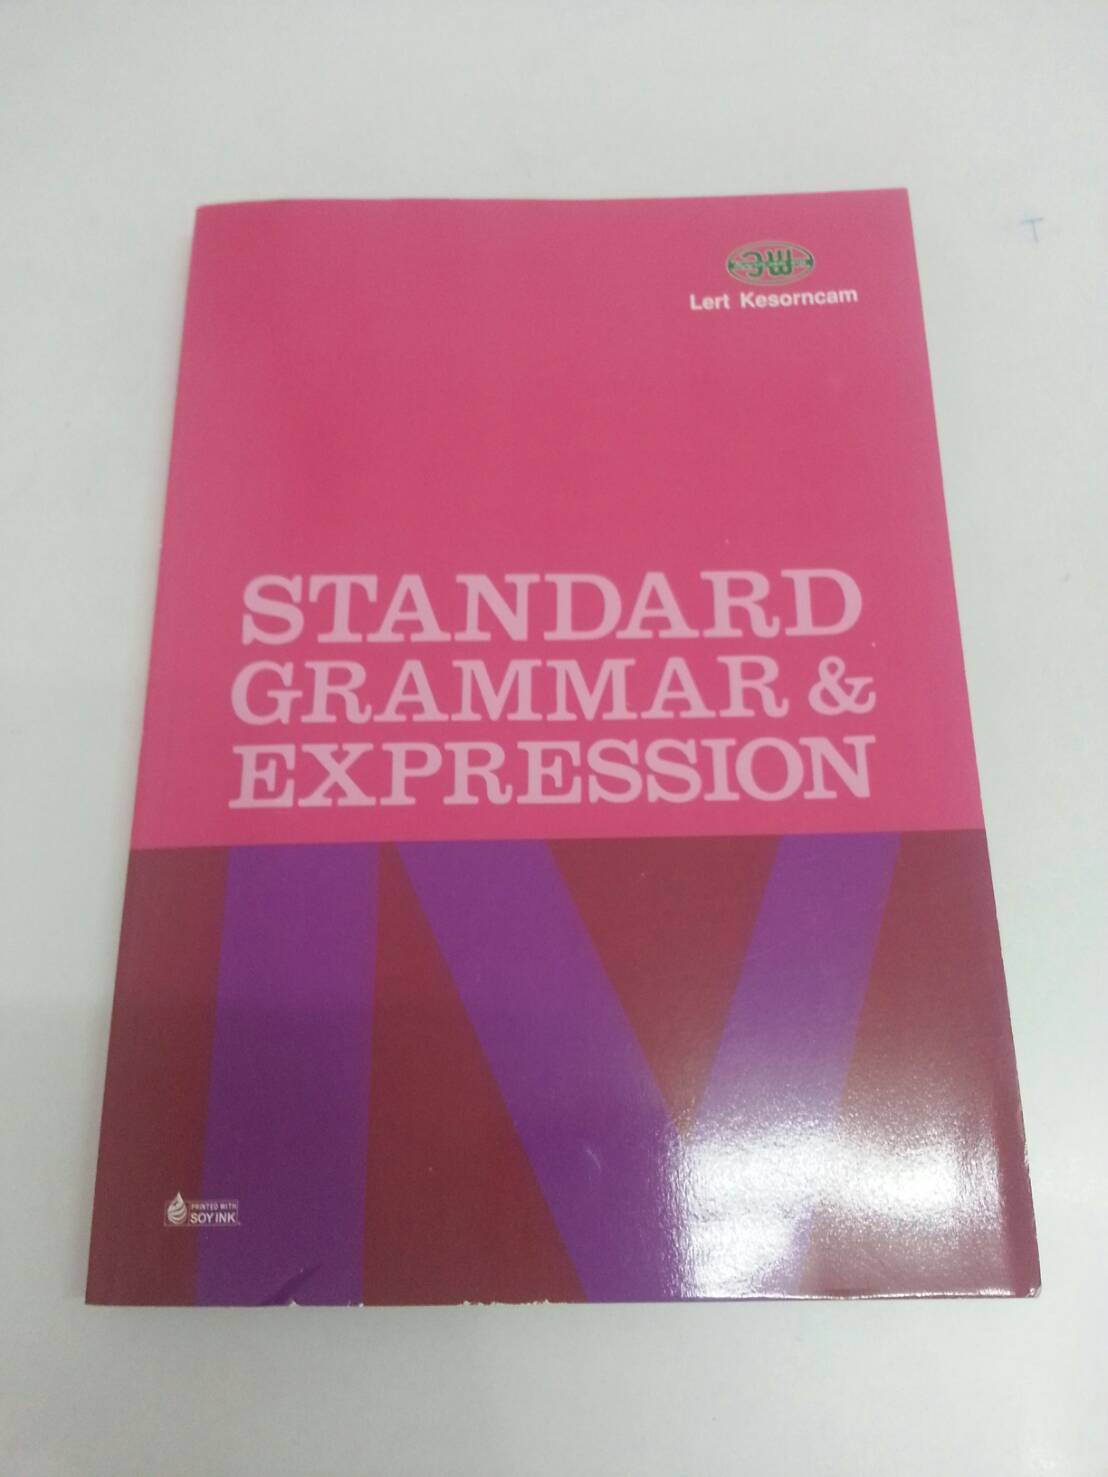 Lert Kesorncam
STANDARD
GRAMMAR &
EXPRESSION
IV
PRINTED WITH
SOY INK
T